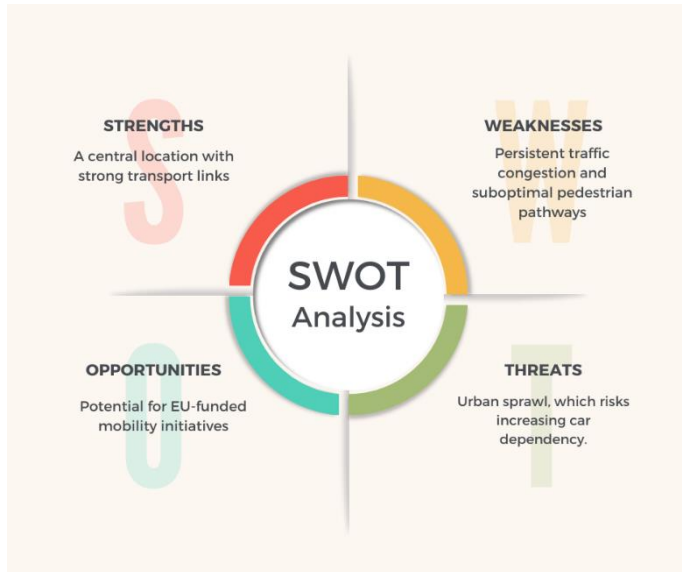 S
STRENGTHS
A central location with
strong transport links
W
WEAKNESSES
Persistent traffic
congestion and
suboptimal pedestrian
pathways
SWOT
Analysis
O
OPPORTUNITIES
Potential for EU-funded
mobility initiatives
T
THREATS
Urban sprawl, which risks
increasing car
dependency.